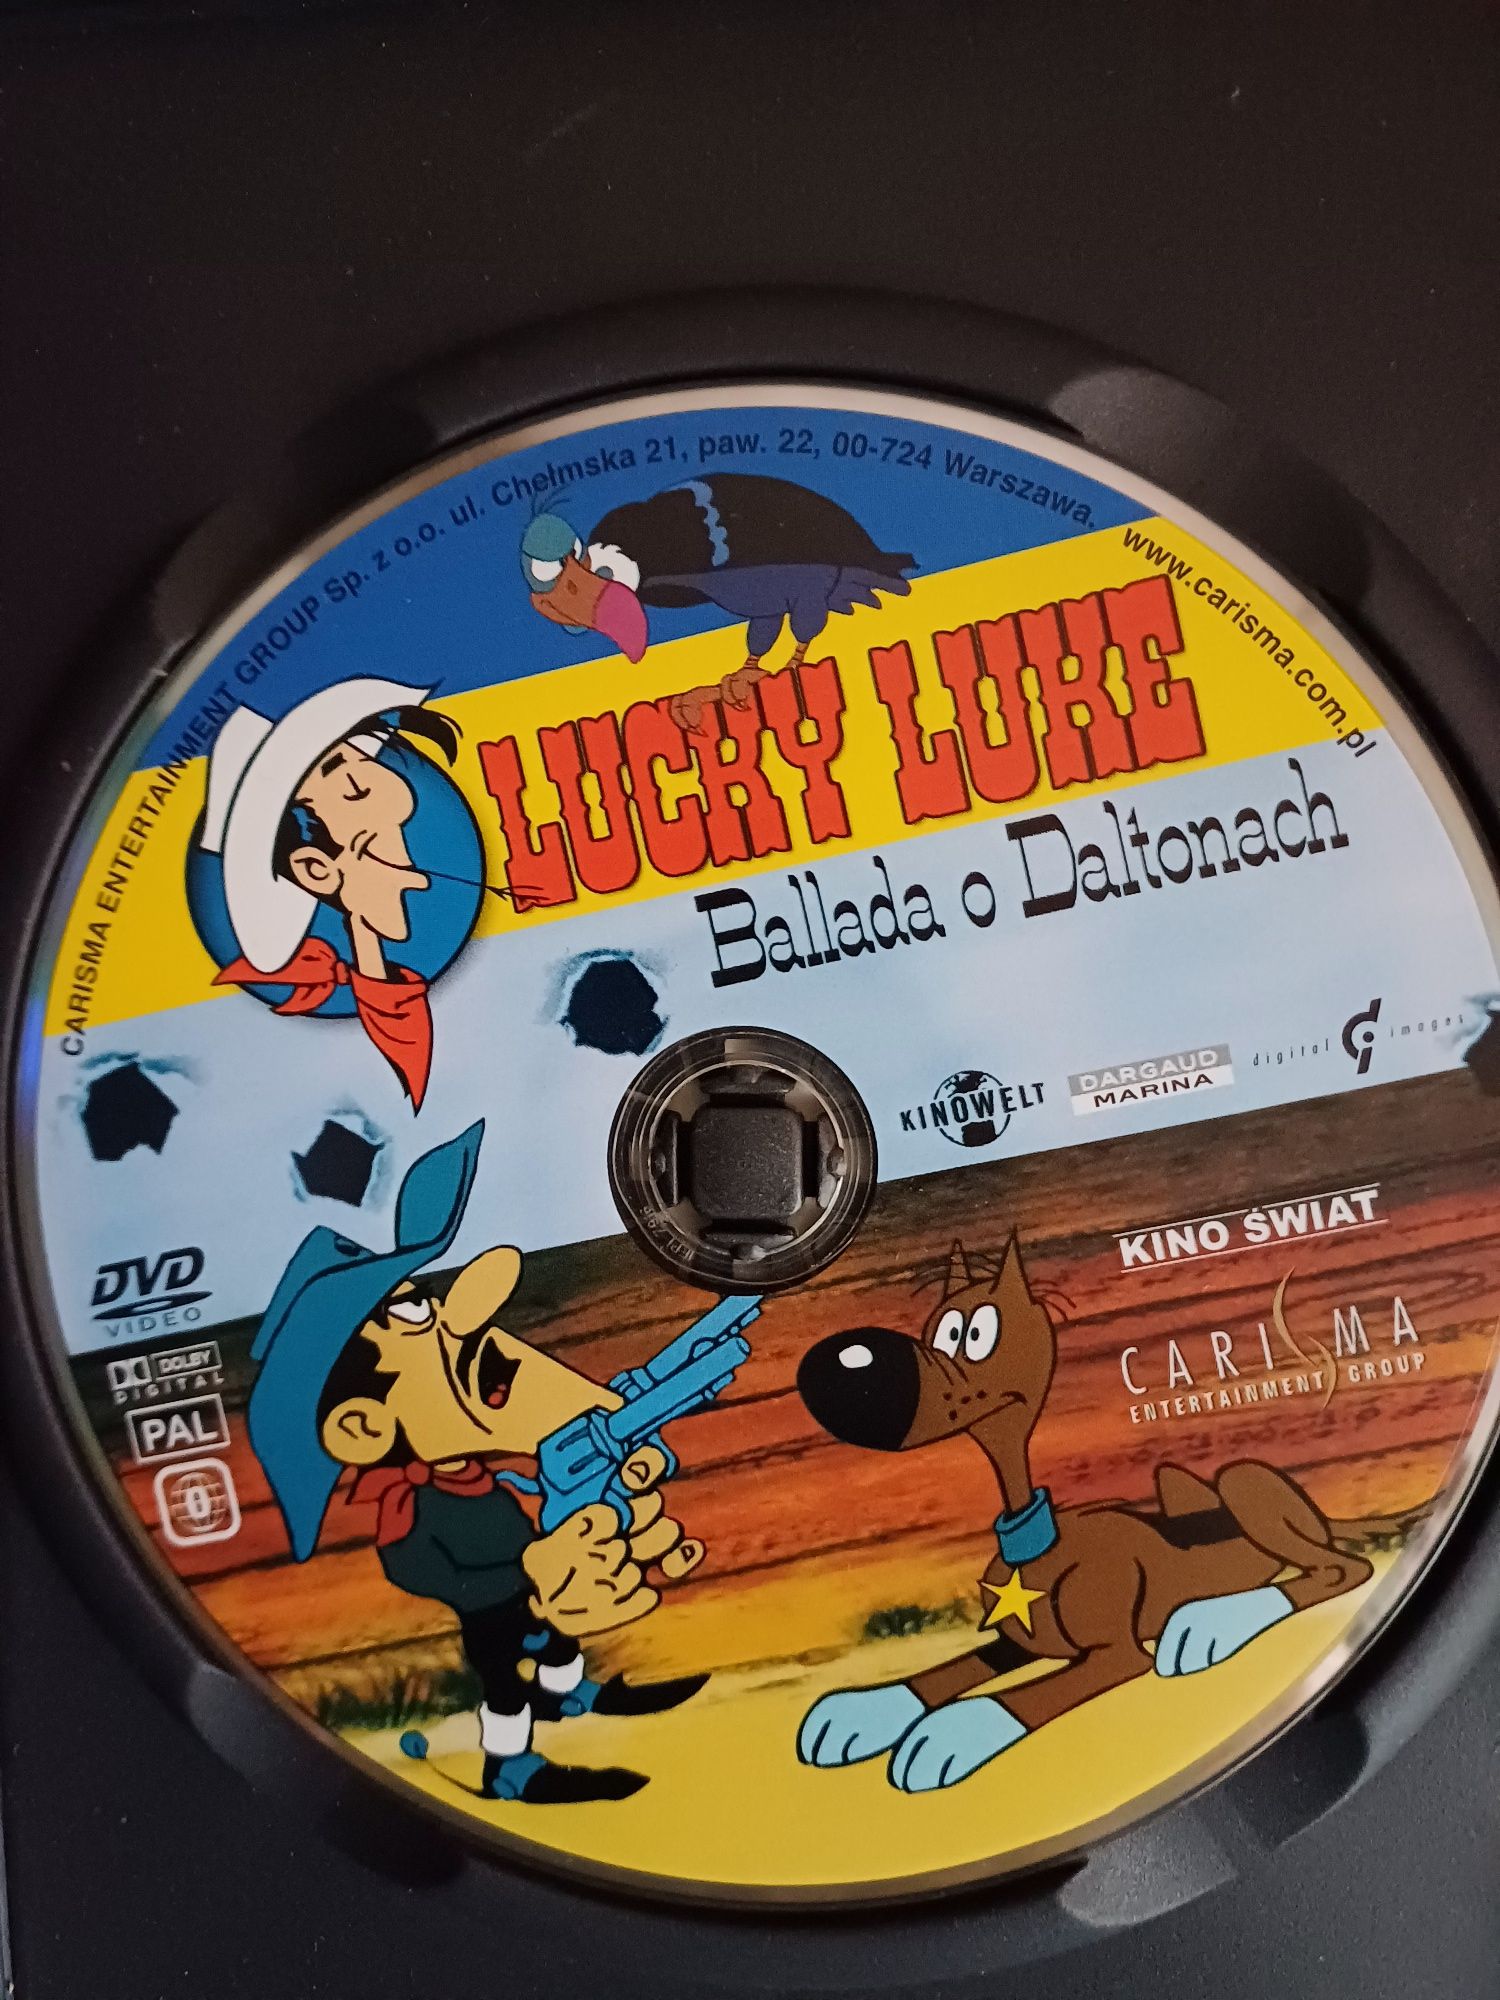 CARISMA ENTERTAINMENT GROUP Sp. z o.o. ul. Chełmska 21, paw. 22, 00-724 Warszawa.
www.carisma.com.pl
LUCKY LUKE
Ballada o Daltonach
KINOWELT
DARGAUD
MARINA
digital di images
KINO ŚWIAT
CARISMA
ENTERTAINMENT GROUP
DVD
VIDEO
DOLBY
DIGITAL
PAL
0